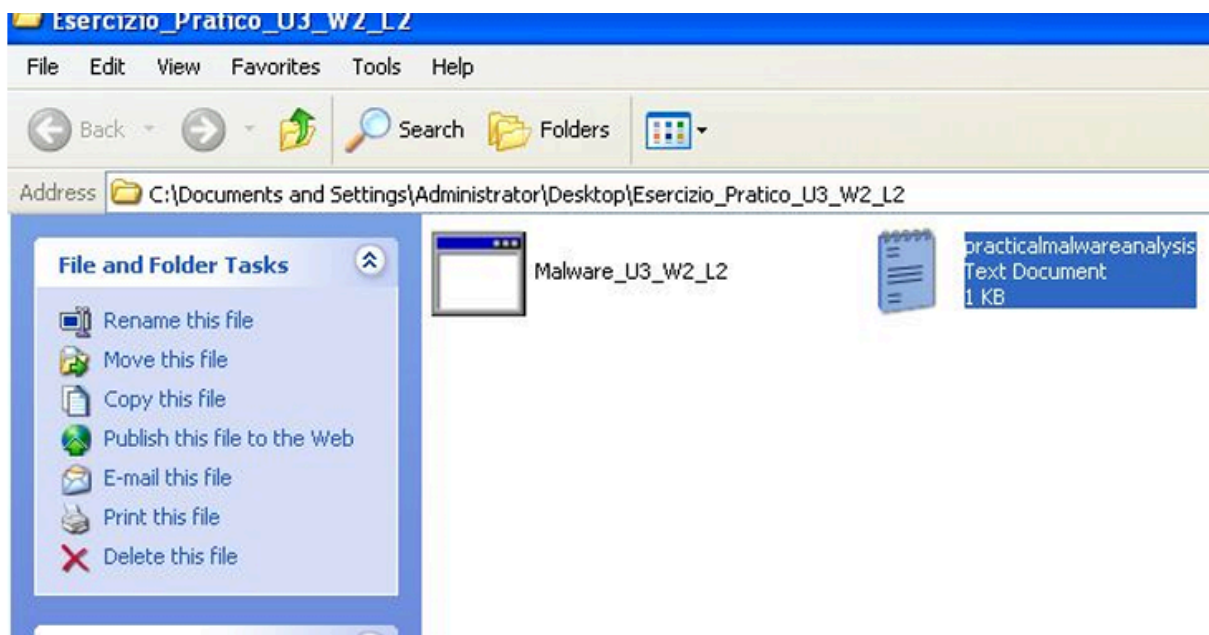 Esercizio_Pratico_U3_W2_L2
File Edit View Favorites Tools Help
Back Search Folders
Address C:\Documents and Settings\Administrator\Desktop\Esercizio_Pratico_U3_W2_L2
File and Folder Tasks
Rename this file
Move this file
Copy this file
Publish this file to the Web
E-mail this file
Print this file
Delete this file
Malware_U3_W2_L2
practicalmalwareanalysis
Text Document
1 KB